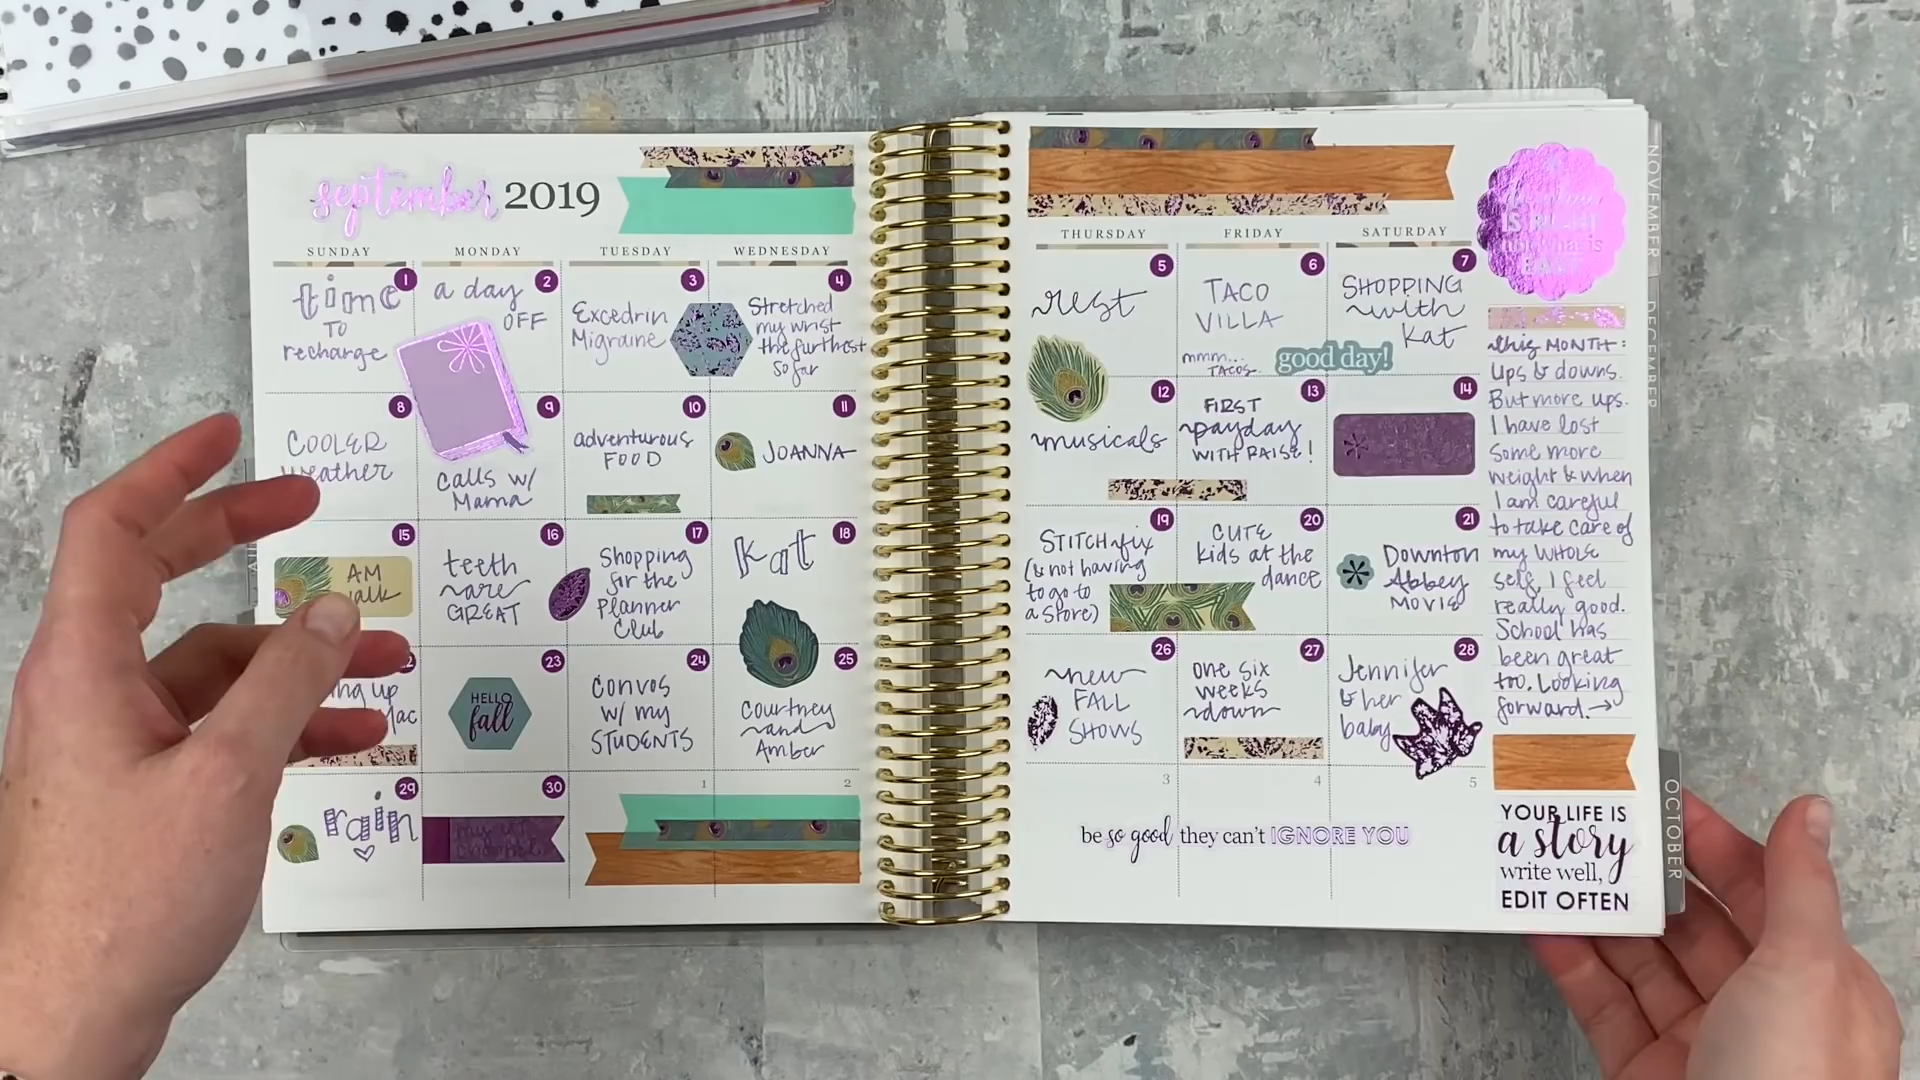 september 2019
SUNDAY MONDAY TUESDAY WEDNESDAY
1
time
TO
recharge
2
a day
OFF
3
Excedrin
Migraine
4
Stretched
my wrist
the furthest
so far
8
COOLER
weather
9
calls w/
Mama
10
adventurous
FOOD
11
JOANNA
15
AM
walk
16
teeth
are
GREAT
17
Shopping
for the
planner
Club
18
Kat
up
23
HELLO
fall
24
convos
w/ my
STUDENTS
25
Courtney
and
Amber
29
rain
30
1
2
THURSDAY FRIDAY SATURDAY
5
rest
6
TACO
VILLA
mmm...
TACOS.
good day!
7
SHOPPING
with
Kat
12
musicals
13
FIRST
payday
WITH RAISE!
14
19
STITCH fix
(& not having
to go to
a store)
20
CUTE
kids at the
dance
21
Downton
Abbey
MOVIE
26
new
FALL
SHOWS
27
one six
weeks
down
28
Jennifer
& her
baby
3
4
5
be so good they can't IGNORE YOU
IS RIGHT
not what is
EASY
this MONTH:
ups & downs.
But more ups.
I have lost
some more
weight & when
I am careful
to take care of
my WHOLE
self, I feel
really good.
School has
been great
too. Looking
forward. →
YOUR LIFE IS
a story
write well,
EDIT OFTEN
NOVEMBER
DECEMBER
OCTOBER